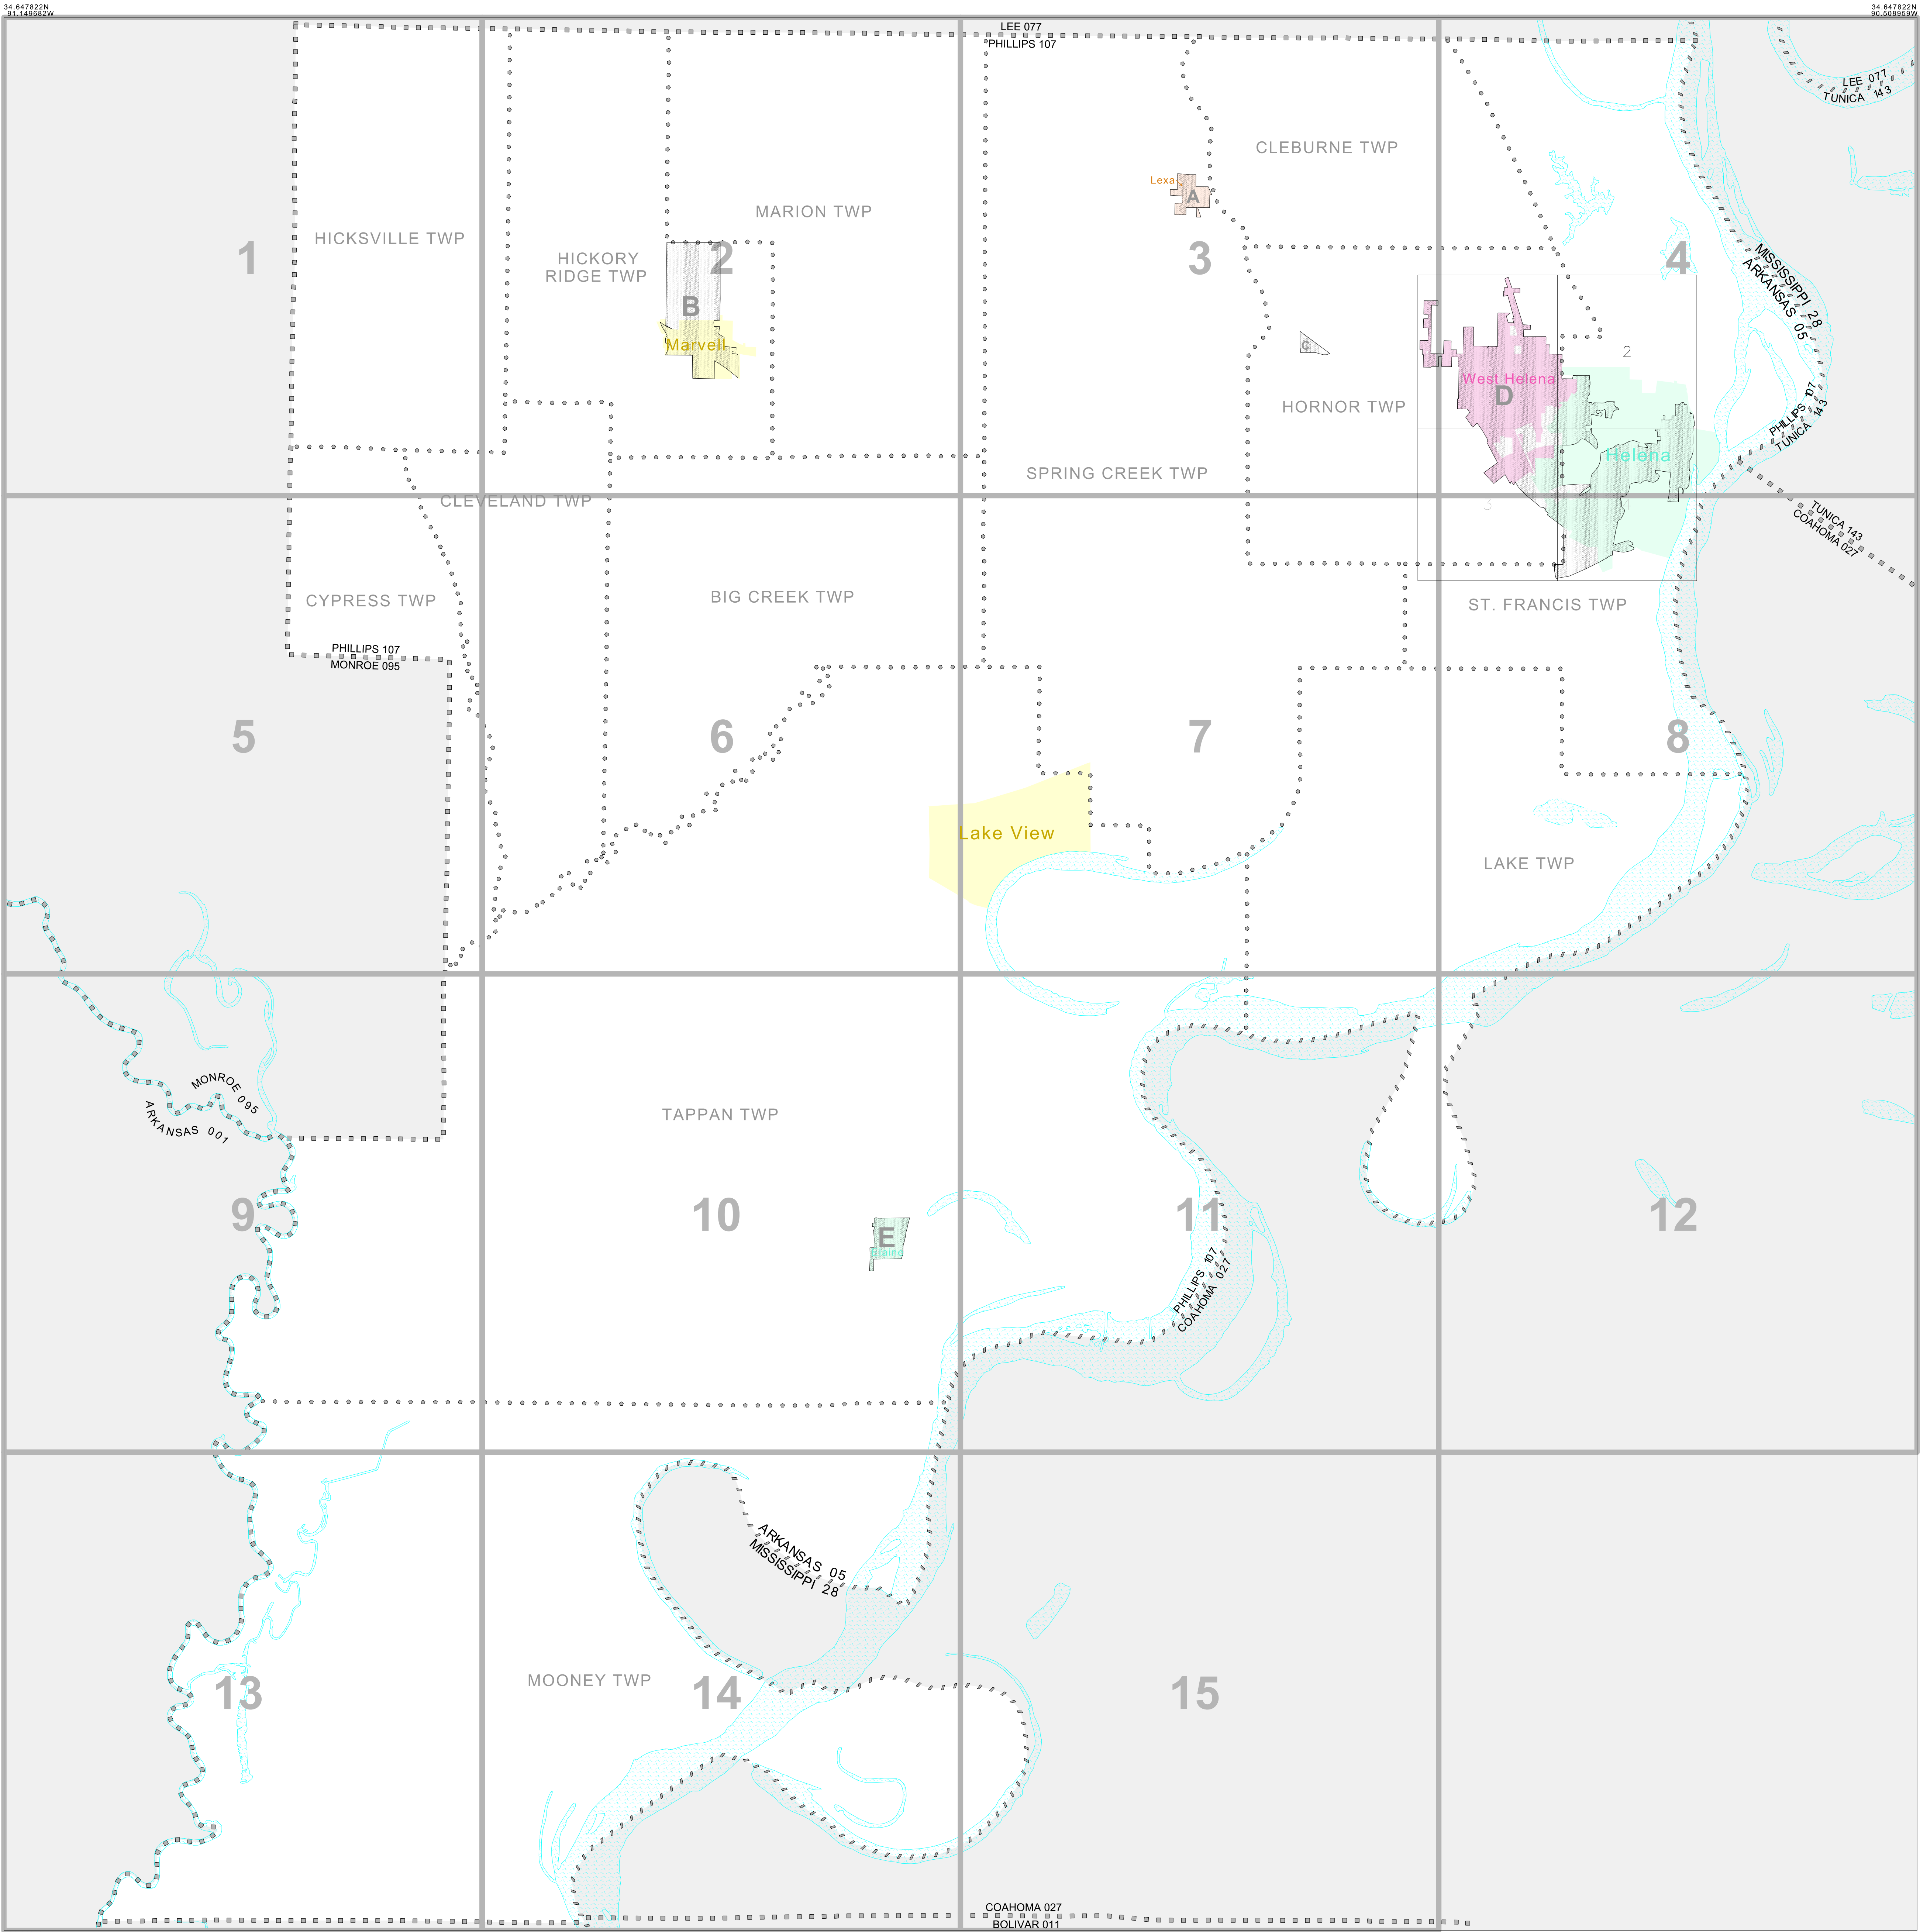 34.647822N
91.149682W
34.647822N
90.508959W
LEE 077
PHILLIPS 107
LEE 077
TUNICA 143
CLEBURNE TWP
Lexa
A
MARION TWP
HICKSVILLE TWP
HICKORY
RIDGE TWP
1
2
3
4
MISSISSIPPI 28
ARKANSAS 05
B
Marvell
C
1
2
West Helena
D
HORNOR TWP
PHILLIPS 107
TUNICA 143
Helena
SPRING CREEK TWP
CLEVELAND TWP
3
4
TUNICA 143
COAHOMA 027
CYPRESS TWP
BIG CREEK TWP
ST. FRANCIS TWP
PHILLIPS 107
MONROE 095
5
6
7
8
Lake View
LAKE TWP
MONROE 095
ARKANSAS 001
TAPPAN TWP
9
10
11
12
E
Elaine
PHILLIPS 107
COAHOMA 027
ARKANSAS 05
MISSISSIPPI 28
MOONEY TWP
13
14
15
COAHOMA 027
BOLIVAR 011